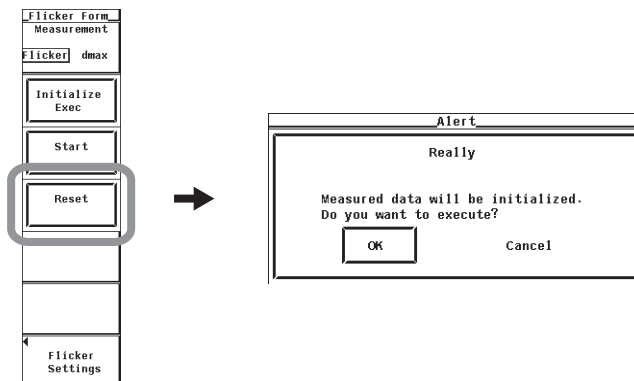 Flicker Form
Measurement
Flicker dmax
Initialize
Exec
Start
Reset
Flicker
Settings
Alert
Really
Measured data will be initialized.
Do you want to execute?
OK Cancel